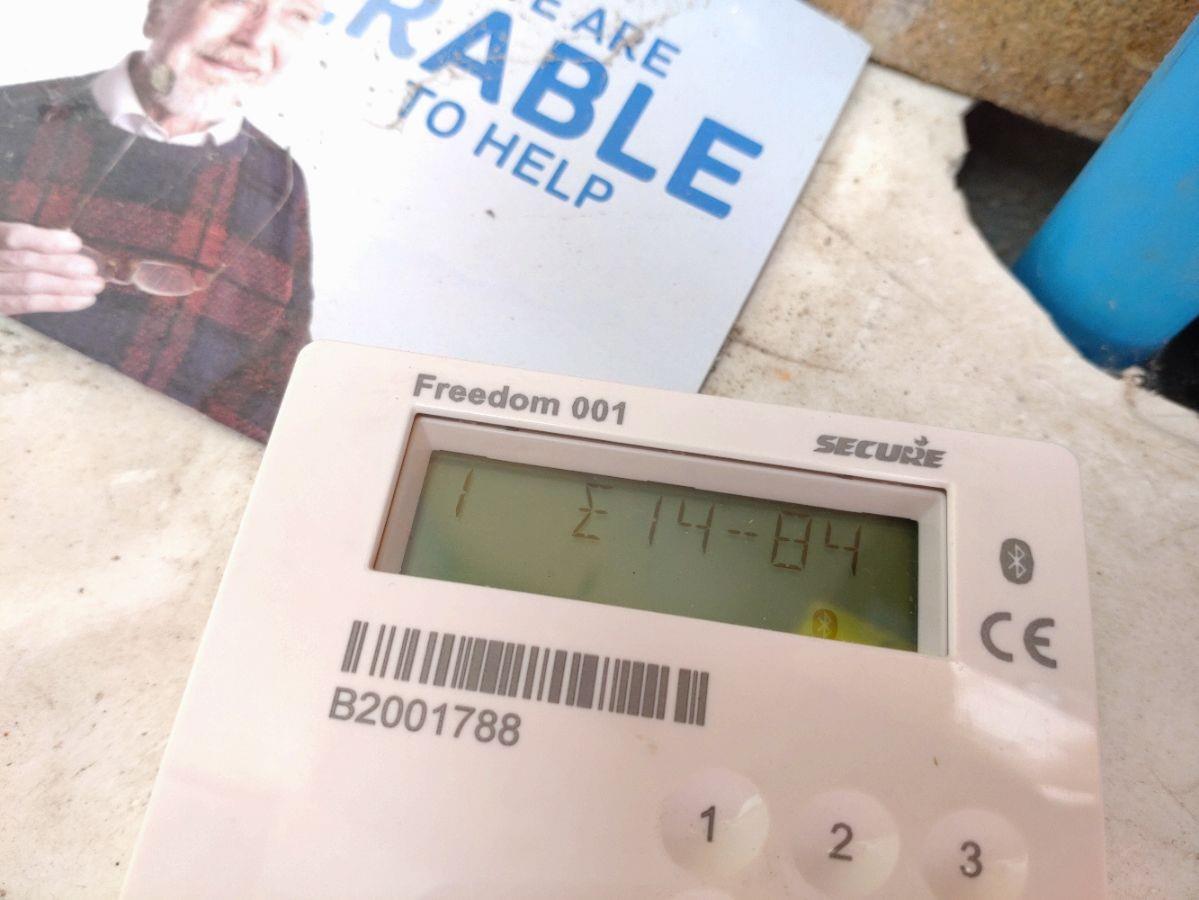 E ARE
RABLE
TO HELP
Freedom 001
SECURE
1 £14-84
CE
B2001788
1 2 3